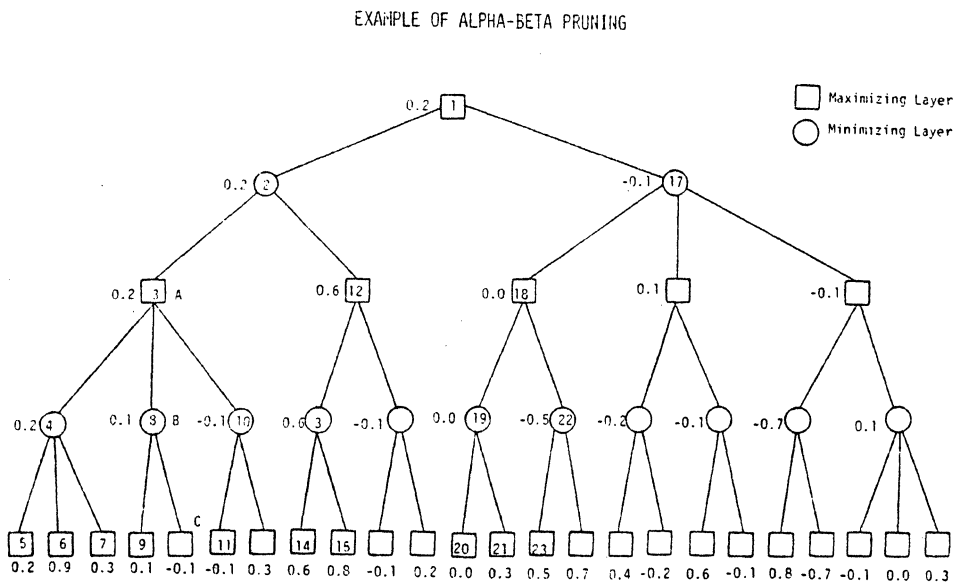 EXAMPLE OF ALPHA-BETA PRUNING
0.2 1
Maximizing Layer
Minimizing Layer
0.2 2 -0.1 17
0.2 3 A 0.6 12 0.0 18 0.1 -0.1
0.2 4 0.1 8 B -0.1 10 0.6 3 -0.1 0.0 19 -0.5 22 -0.2 -0.1 -0.7 0.1
C
5 6 7 9 11 14 15 20 21 23
0.2 0.9 0.3 0.1 -0.1 -0.1 0.3 0.6 0.8 -0.1 0.2 0.0 0.3 0.5 0.7 0.4 -0.2 0.6 -0.1 0.8 -0.7 -0.1 0.0 0.3